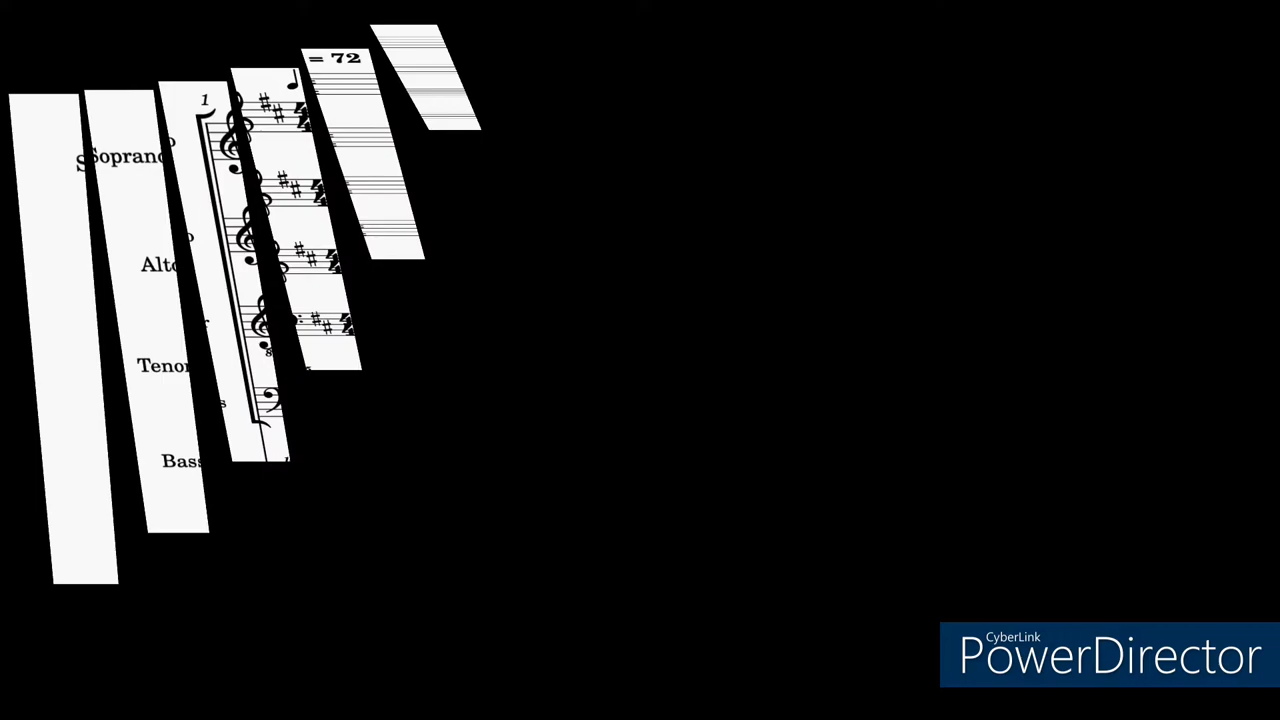 = 72
1
Soprano
Alto
Tenor
Bass
CyberLink
PowerDirector